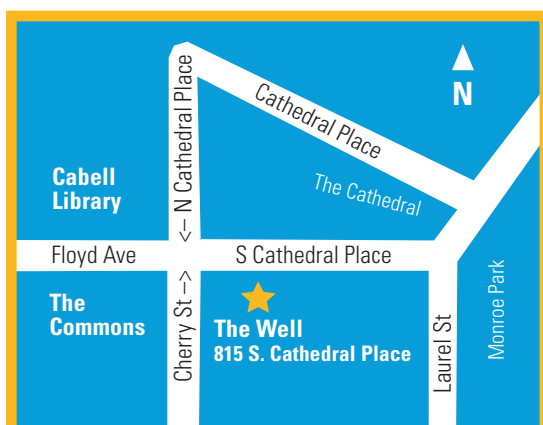 N
Cathedral Place
<– N Cathedral Place
The Cathedral
Cabell
Library
Floyd Ave
S Cathedral Place
The
Commons
Cherry St –>
The Well
815 S. Cathedral Place
Laurel St
Monroe Park